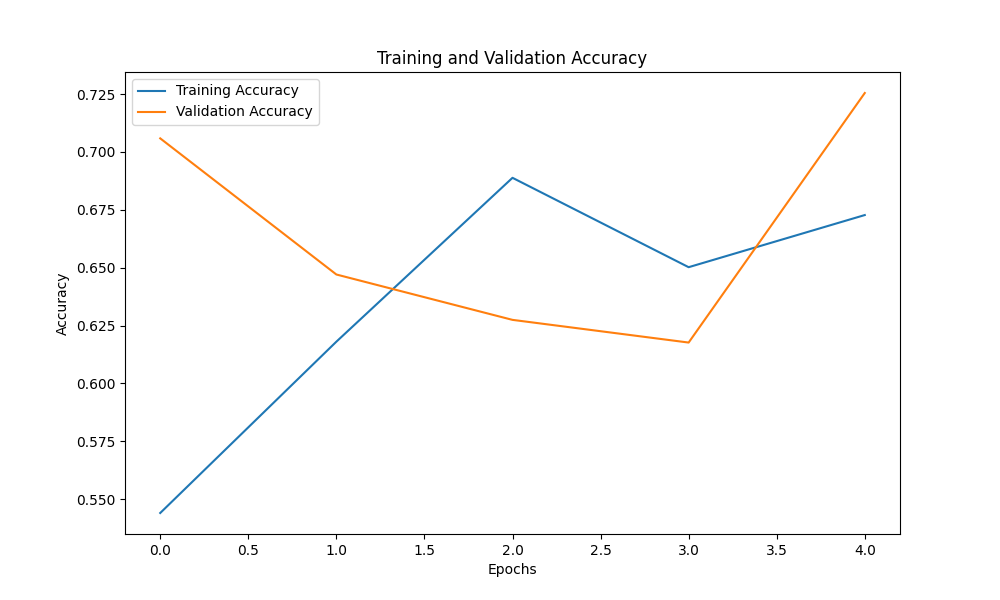 Training and Validation Accuracy
Training Accuracy
Validation Accuracy
0.725
0.700
0.675
0.650
0.625
0.600
0.575
0.550
Accuracy
0.0 0.5 1.0 1.5 2.0 2.5 3.0 3.5 4.0
Epochs